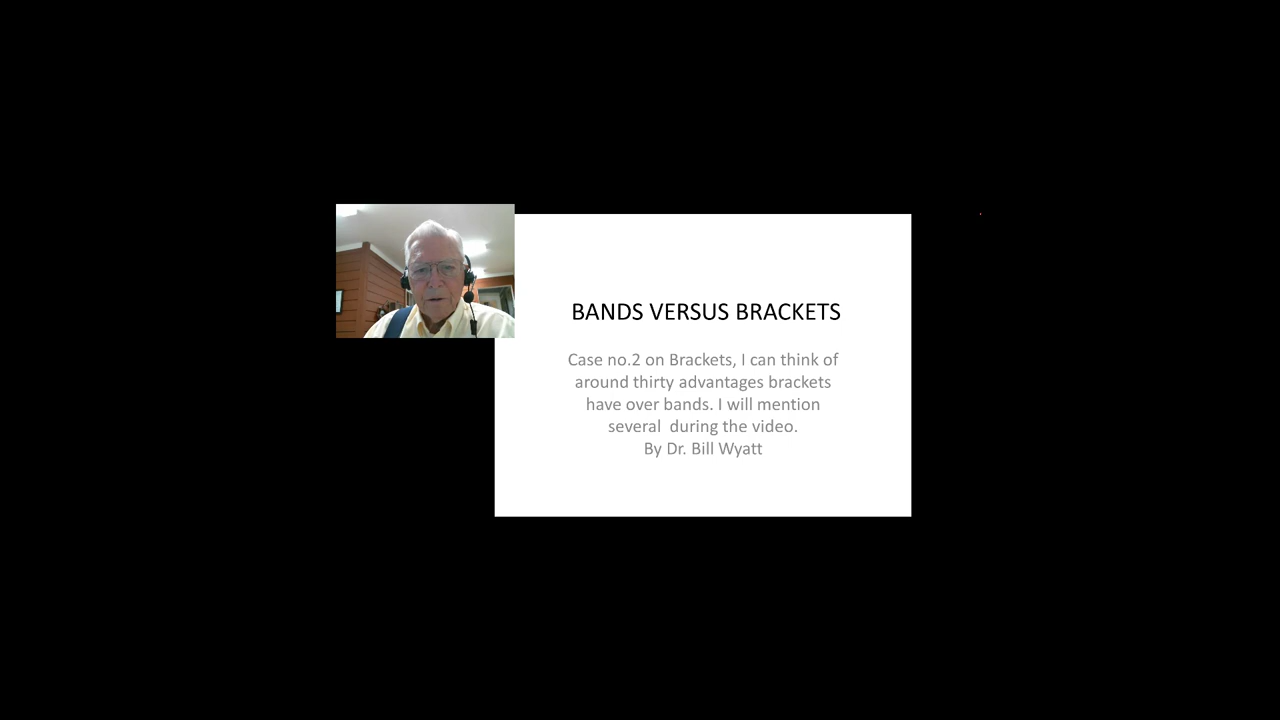 BANDS VERSUS BRACKETS
Case no.2 on Brackets, I can think of
around thirty advantages brackets
have over bands. I will mention
several  during the video.
By Dr. Bill Wyatt